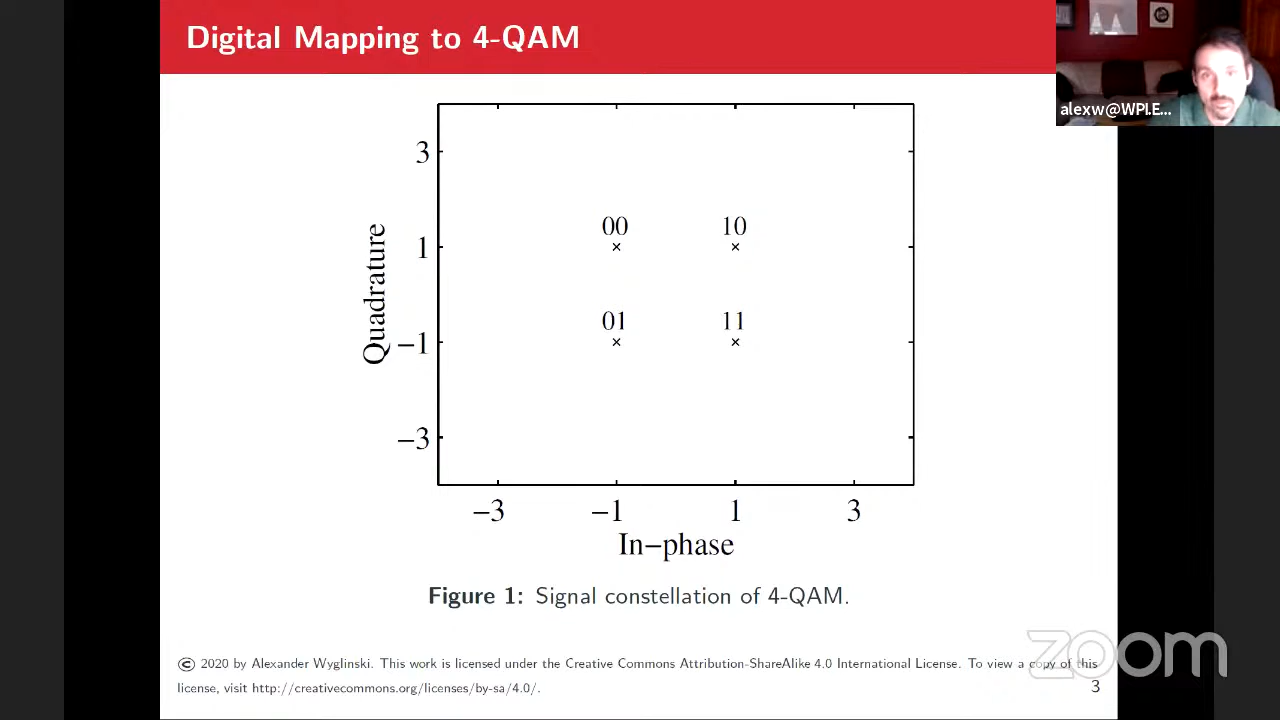 Digital Mapping to 4-QAM
alexw@WPI.E...
3
00 10
1
Quadrature
01 11
−1
−3
−3 −1 1 3
In−phase
Figure 1: Signal constellation of 4-QAM.
zoom
© 2020 by Alexander Wyglinski. This work is licensed under the Creative Commons Attribution-ShareAlike 4.0 International License. To view a copy of this
license, visit http://creativecommons.org/licenses/by-sa/4.0/.
3